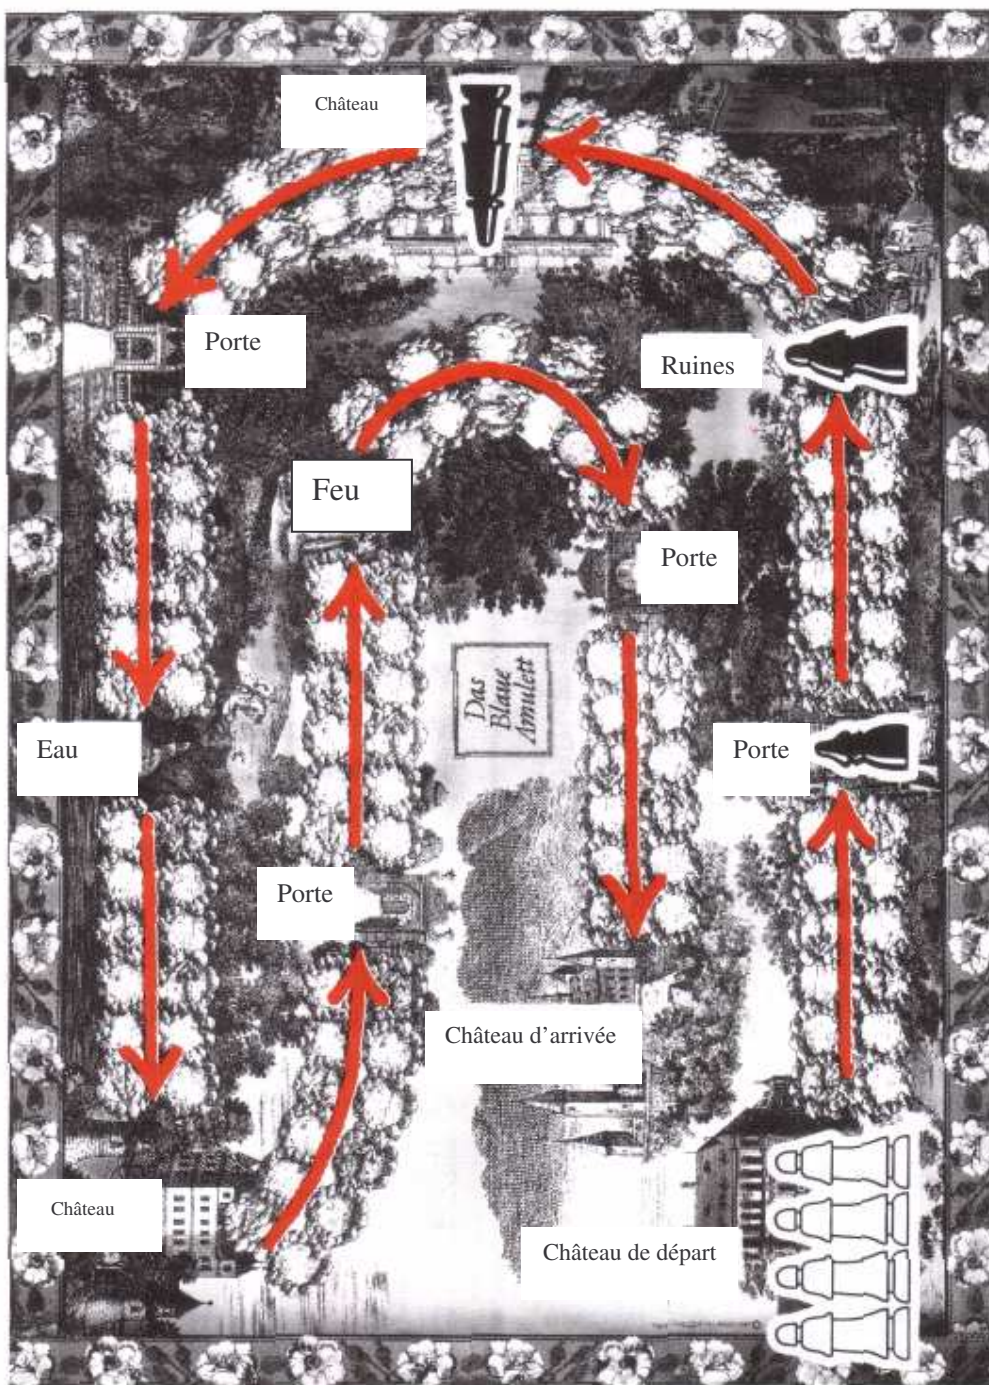 Château
Porte
Ruines
Feu
Porte
Das
Blaue
Amulett
Eau
Porte
Porte
Château d'arrivée
Château
Château de départ